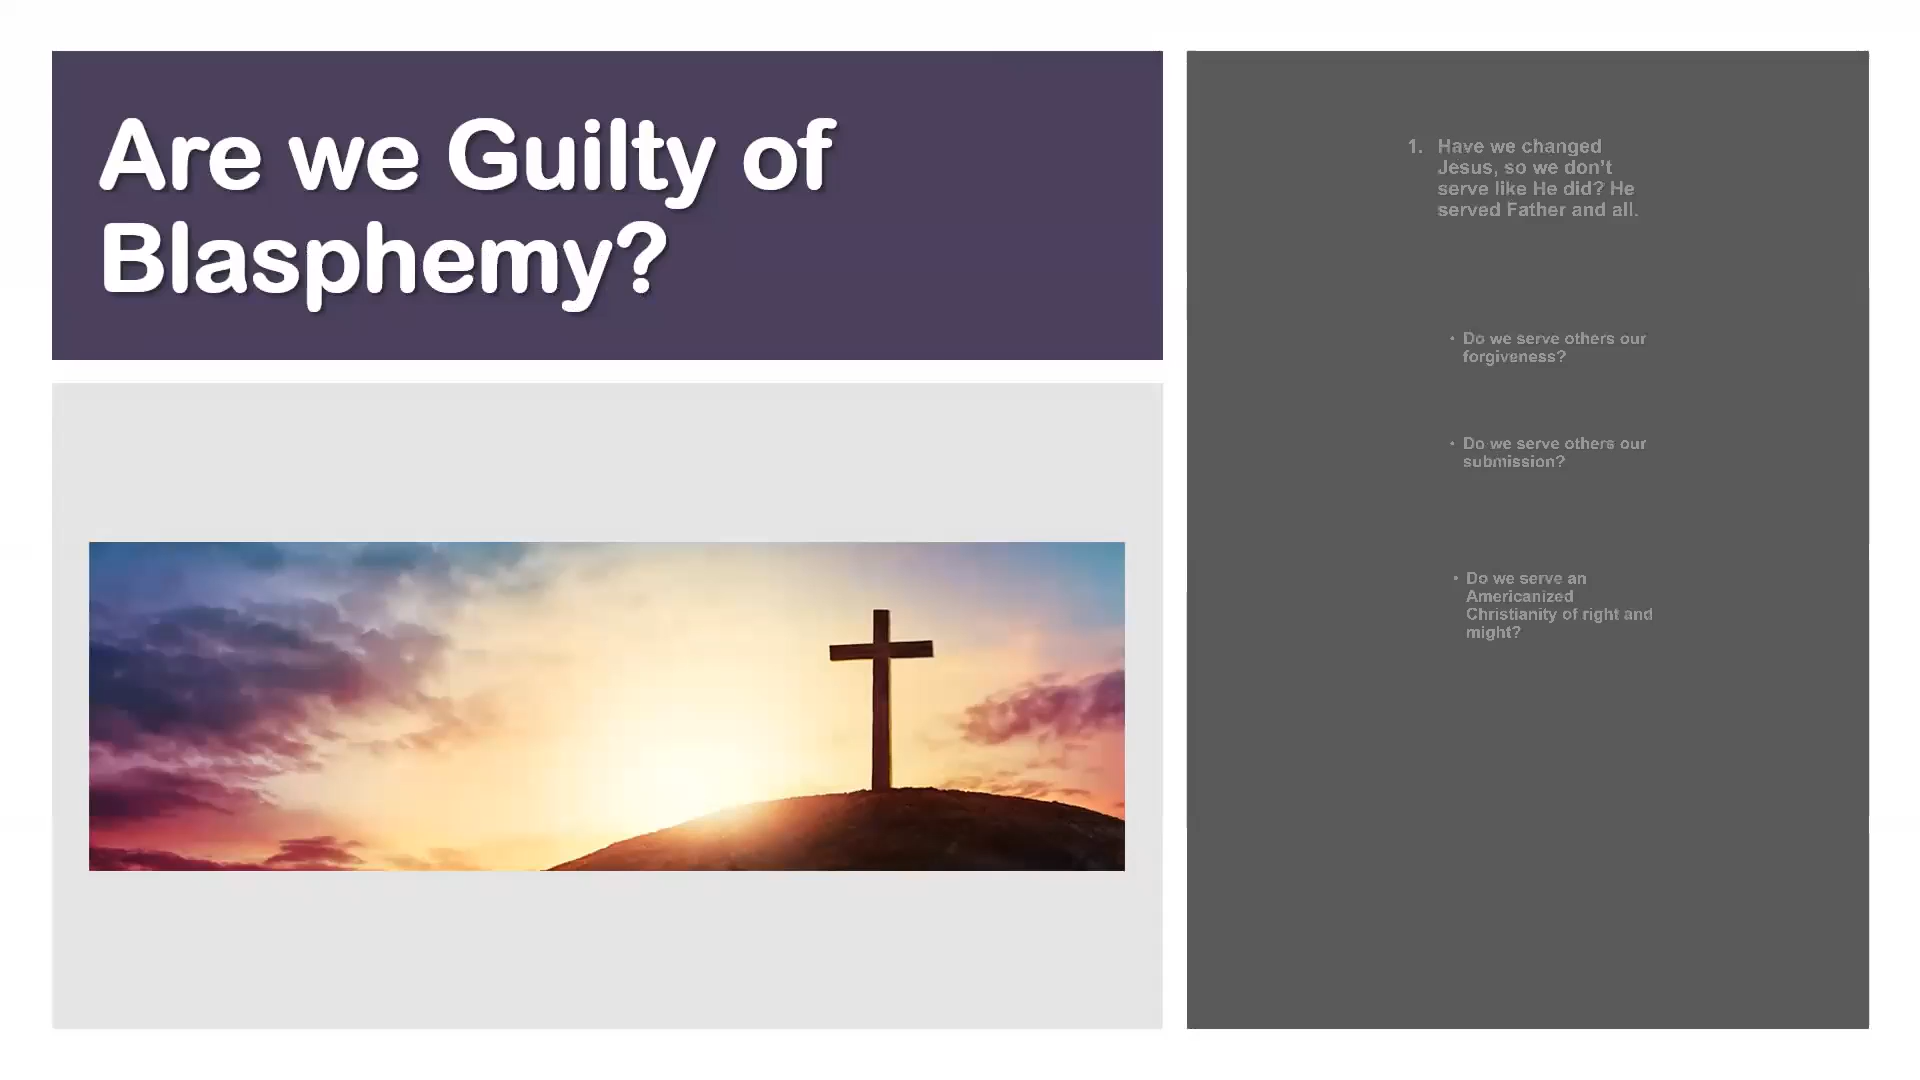 Are we Guilty of
Blasphemy?
1. Have we changed
Jesus, so we don't
serve like He did? He
served Father and all.
• Do we serve others our
forgiveness?
• Do we serve others our
submission?
• Do we serve an
Americanized
Christianity of right and
might?